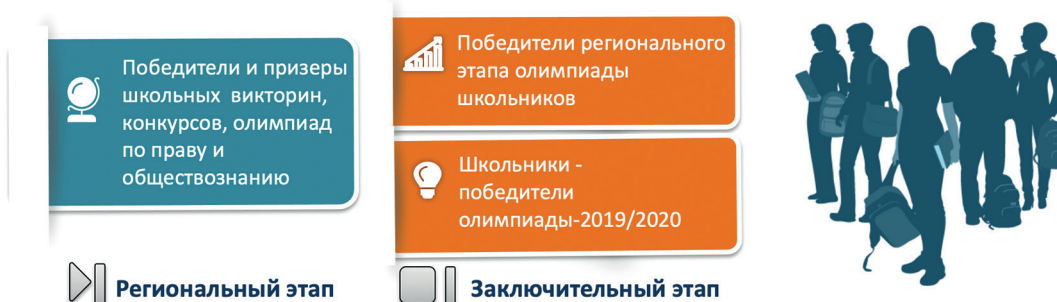 Победители и призеры
школьных викторин,
конкурсов, олимпиад
по праву и
обществознанию
Региональный этап
Победители регионального
этапа олимпиады
школьников
Школьники -
победители
олимпиады-2019/2020
Заключительный этап